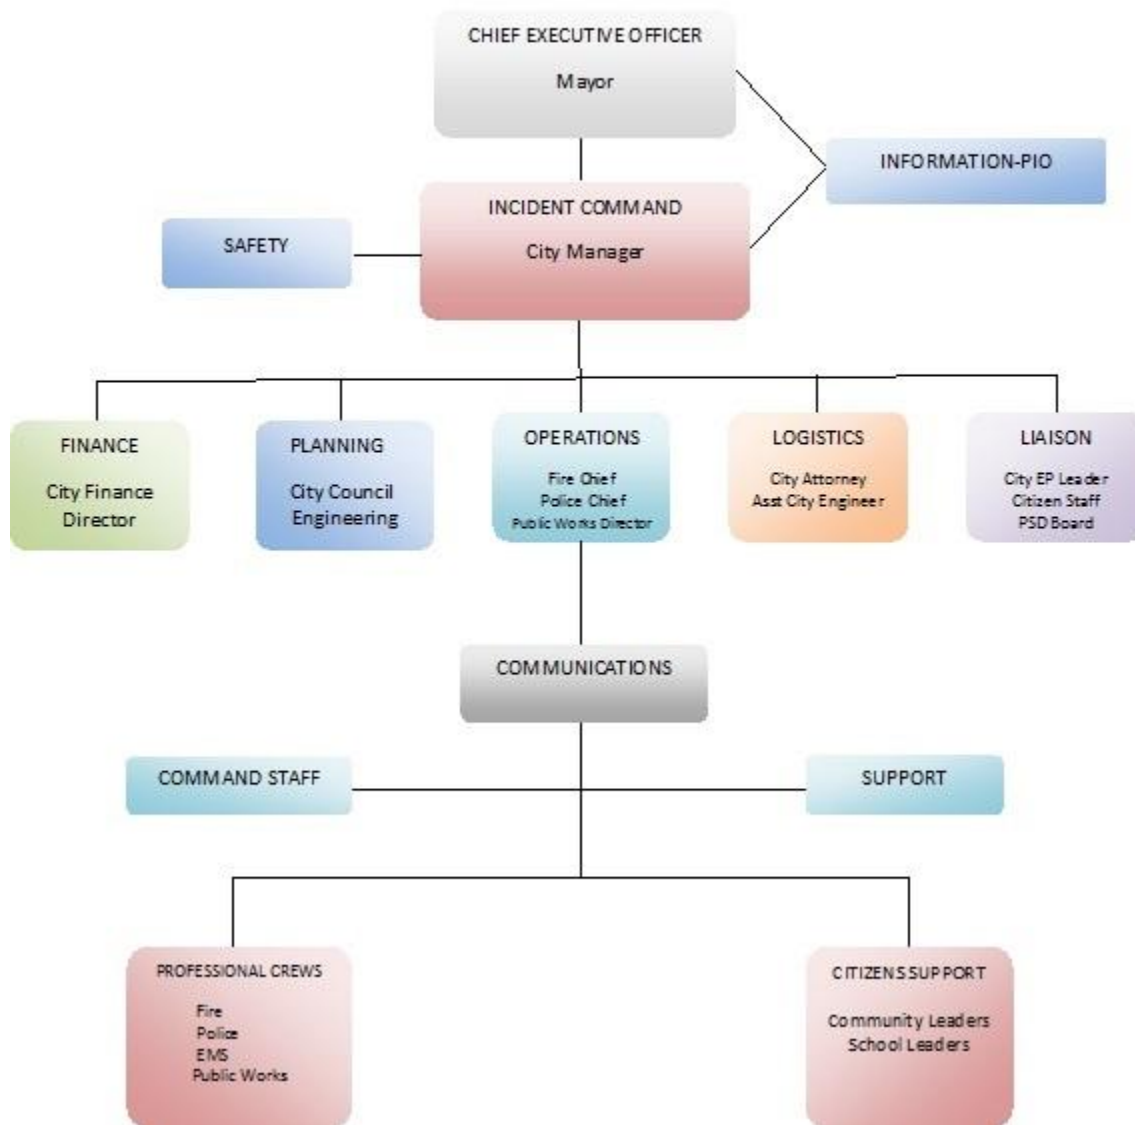 CHIEF EXECUTIVE OFFICER
Mayor
INFORMATION-PIO
INCIDENT COMMAND
City Manager
SAFETY
FINANCE
City Finance
Director
PLANNING
City Council
Engineering
OPERATIONS
Fire Chief
Police Chief
Public Works Director
LOGISTICS
City Attorney
Asst City Engineer
LIAISON
City EP Leader
Citizen Staff
PSD Board
COMMUNICATIONS
COMMAND STAFF
SUPPORT
PROFESSIONAL CREWS
Fire
Police
EMS
Public Works
CITIZENS SUPPORT
Community Leaders
School Leaders